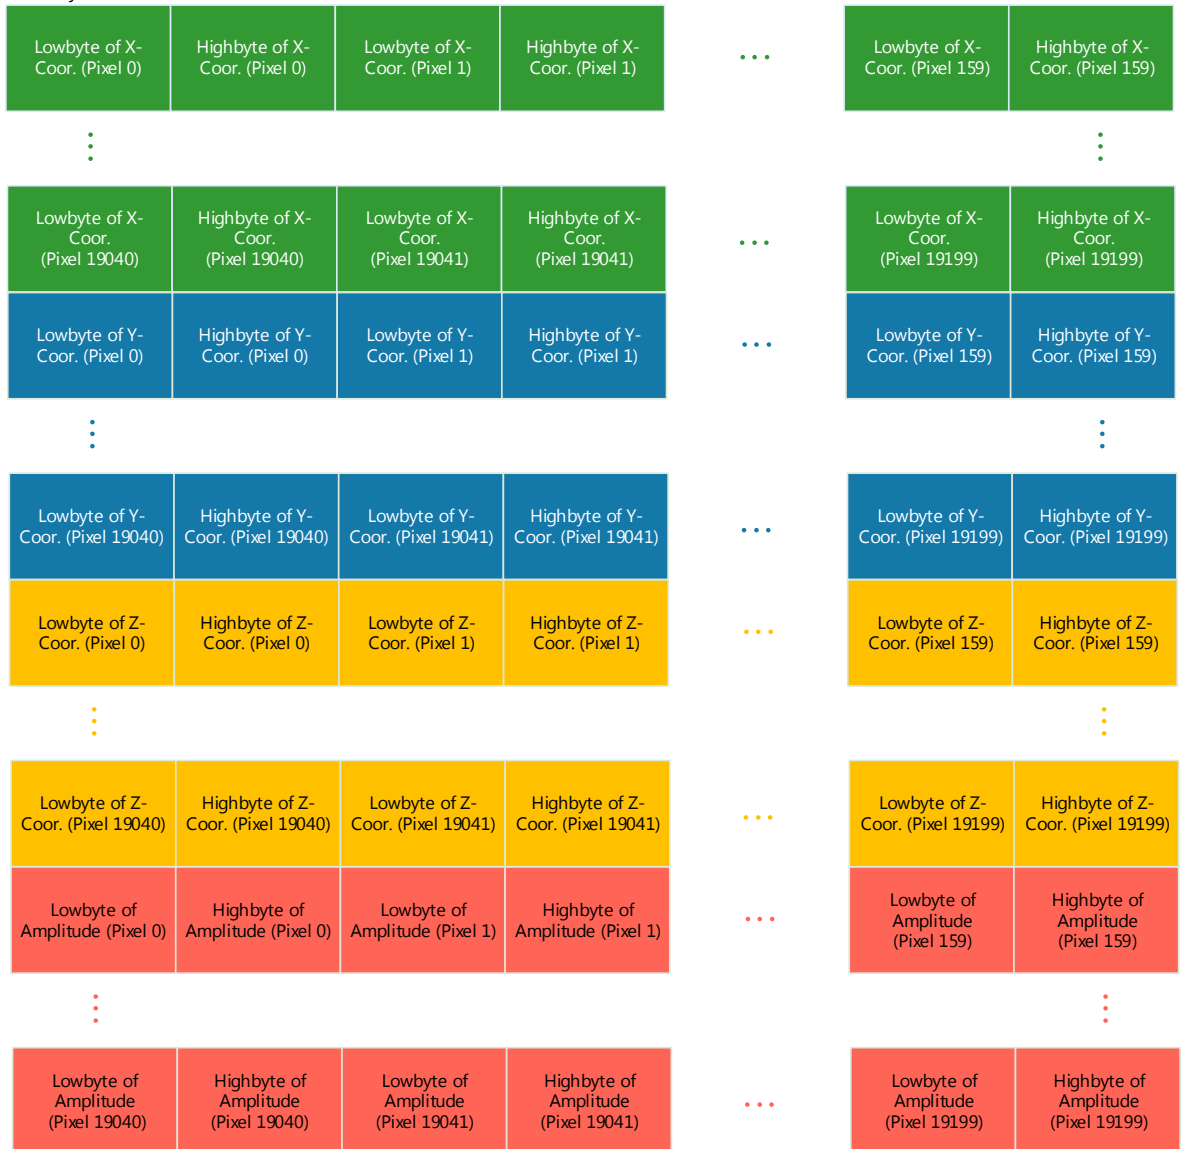 Lowbyte of X-
Coor. (Pixel 0)
Highbyte of X-
Coor. (Pixel 0)
Lowbyte of X-
Coor. (Pixel 1)
Highbyte of X-
Coor. (Pixel 1)
...
Lowbyte of X-
Coor. (Pixel 159)
Highbyte of X-
Coor. (Pixel 159)
Lowbyte of X-
Coor.
(Pixel 19040)
Highbyte of X-
Coor.
(Pixel 19040)
Lowbyte of X-
Coor.
(Pixel 19041)
Highbyte of X-
Coor.
(Pixel 19041)
...
Lowbyte of X-
Coor.
(Pixel 19199)
Highbyte of X-
Coor.
(Pixel 19199)
Lowbyte of Y-
Coor. (Pixel 0)
Highbyte of Y-
Coor. (Pixel 0)
Lowbyte of Y-
Coor. (Pixel 1)
Highbyte of Y-
Coor. (Pixel 1)
...
Lowbyte of Y-
Coor. (Pixel 159)
Highbyte of Y-
Coor. (Pixel 159)
Lowbyte of Y-
Coor. (Pixel 19040)
Highbyte of Y-
Coor. (Pixel 19040)
Lowbyte of Y-
Coor. (Pixel 19041)
Highbyte of Y-
Coor. (Pixel 19041)
...
Lowbyte of Y-
Coor. (Pixel 19199)
Highbyte of Y-
Coor. (Pixel 19199)
Lowbyte of Z-
Coor. (Pixel 0)
Highbyte of Z-
Coor. (Pixel 0)
Lowbyte of Z-
Coor. (Pixel 1)
Highbyte of Z-
Coor. (Pixel 1)
...
Lowbyte of Z-
Coor. (Pixel 159)
Highbyte of Z-
Coor. (Pixel 159)
Lowbyte of Z-
Coor. (Pixel 19040)
Highbyte of Z-
Coor. (Pixel 19040)
Lowbyte of Z-
Coor. (Pixel 19041)
Highbyte of Z-
Coor. (Pixel 19041)
...
Lowbyte of Z-
Coor. (Pixel 19199)
Highbyte of Z-
Coor. (Pixel 19199)
Lowbyte of
Amplitude (Pixel 0)
Highbyte of
Amplitude (Pixel 0)
Lowbyte of
Amplitude (Pixel 1)
Highbyte of
Amplitude (Pixel 1)
...
Lowbyte of
Amplitude
(Pixel 159)
Highbyte of
Amplitude
(Pixel 159)
Lowbyte of
Amplitude
(Pixel 19040)
Highbyte of
Amplitude
(Pixel 19040)
Lowbyte of
Amplitude
(Pixel 19041)
Highbyte of
Amplitude
(Pixel 19041)
...
Lowbyte of
Amplitude
(Pixel 19199)
Highbyte of
Amplitude
(Pixel 19199)